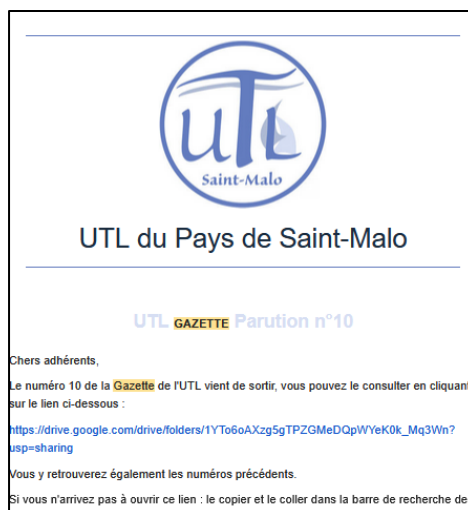 UTL
Saint-Malo
UTL du Pays de Saint-Malo
UTL GAZETTE Parution n°10
Chers adhérents,
Le numéro 10 de la Gazette de l'UTL vient de sortir, vous pouvez le consulter en cliquant
sur le lien ci-dessous :
https://drive.google.com/drive/folders/1YTo6oAXzg5gTPZGMeDQpWYeK0k_Mq3Wn?
usp=sharing
Vous y retrouverez également les numéros précédents.
Si vous n'arrivez pas à ouvrir ce lien : le copier et le coller dans la barre de recherche de